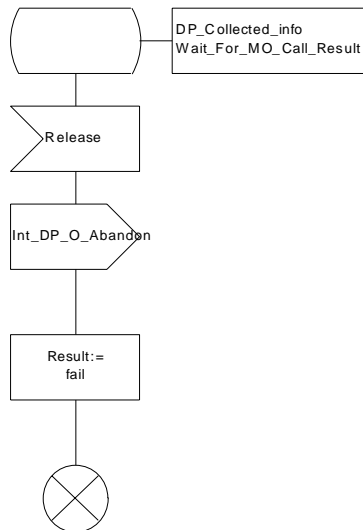 DP_Collected_info
Wait_For_MO_Call_Result
Release
Int_DP_O_Abandon
Result:=
fail